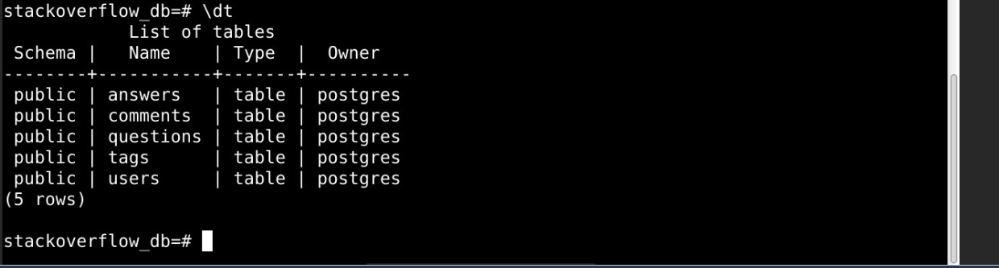 stackoverflow_db=# \dt
            List of tables
 Schema |   Name    | Type  |  Owner
--------+-----------+-------+----------
 public | answers   | table | postgres
 public | comments  | table | postgres
 public | questions | table | postgres
 public | tags      | table | postgres
 public | users     | table | postgres
(5 rows)
stackoverflow_db=#